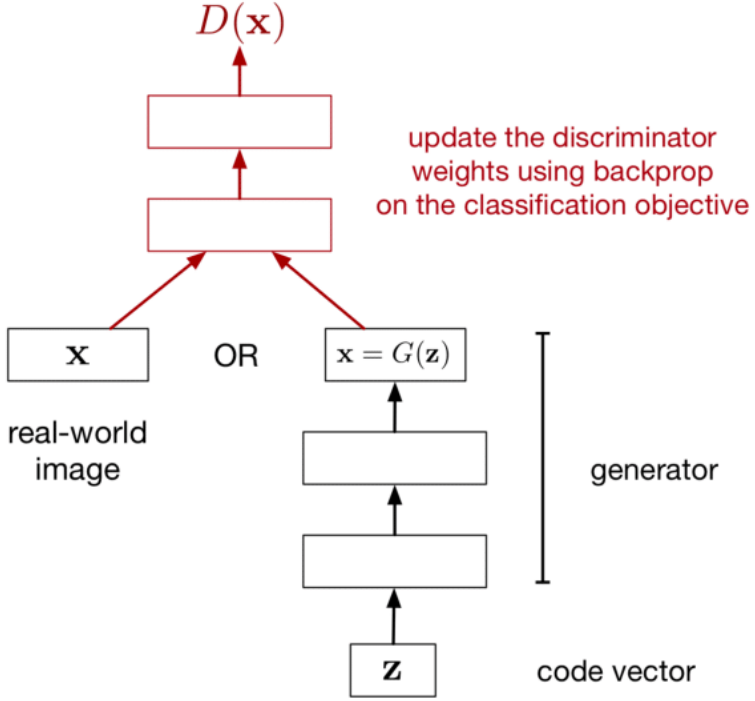 D(x)
update the discriminator
weights using backprop
on the classification objective
x
OR
x = G(z)
real-world
image
generator
z
code vector